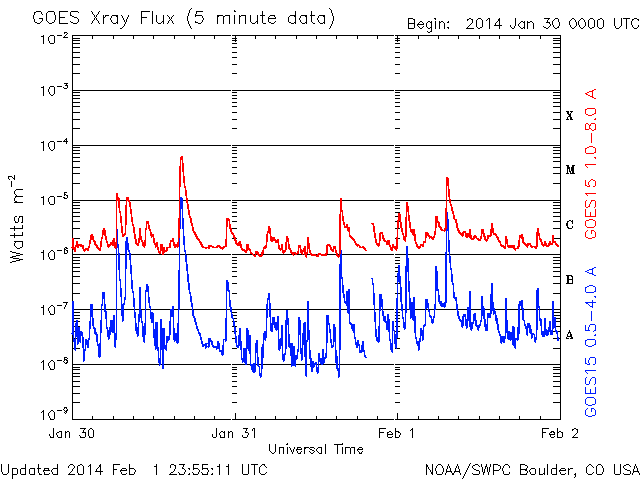 GOES Xray Flux (5 minute data)
Begin: 2014 Jan 30 0000 UTC
10^-2
10^-3
10^-4
10^-5
10^-6
10^-7
10^-8
10^-9
Watts m^-2
X
M
C
B
A
GOES15 1.0-8.0 A
GOES15 0.5-4.0 A
Jan 30
Jan 31
Feb 1
Feb 2
Universal Time
Updated 2014 Feb 1 23:55:11 UTC
NOAA/SWPC Boulder, CO USA